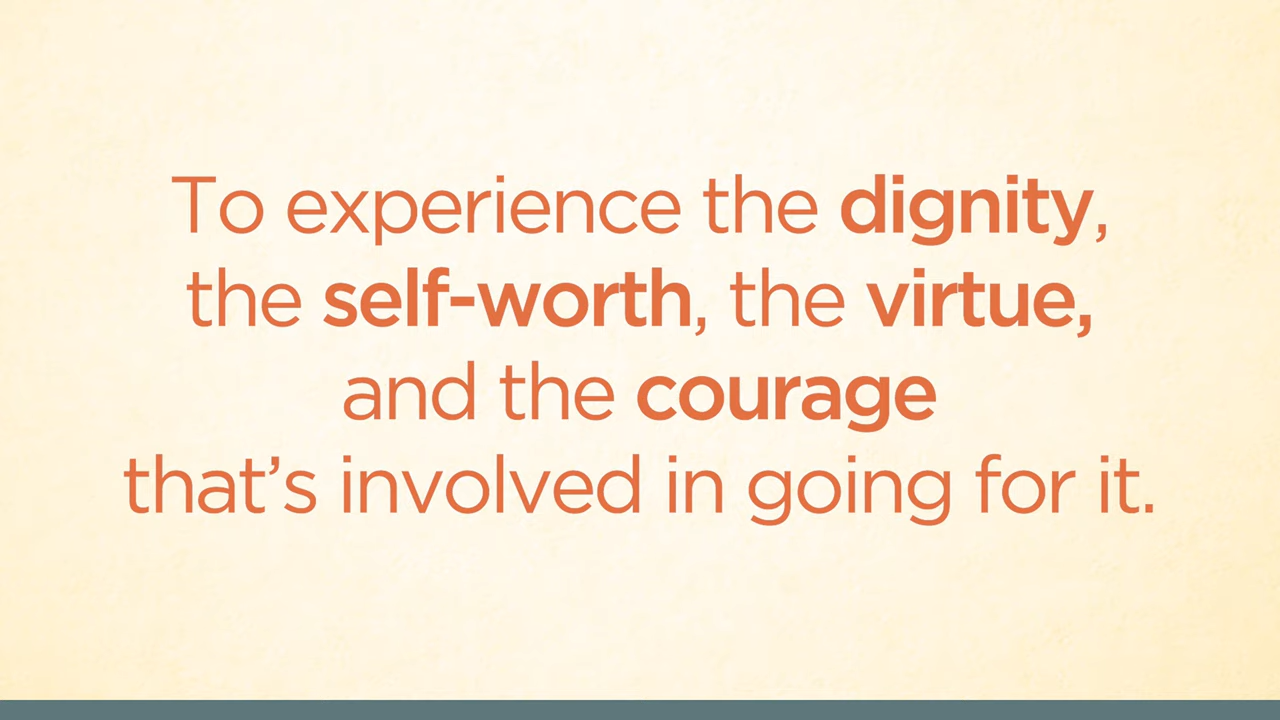 To experience the dignity,
the self-worth, the virtue,
and the courage
that’s involved in going for it.